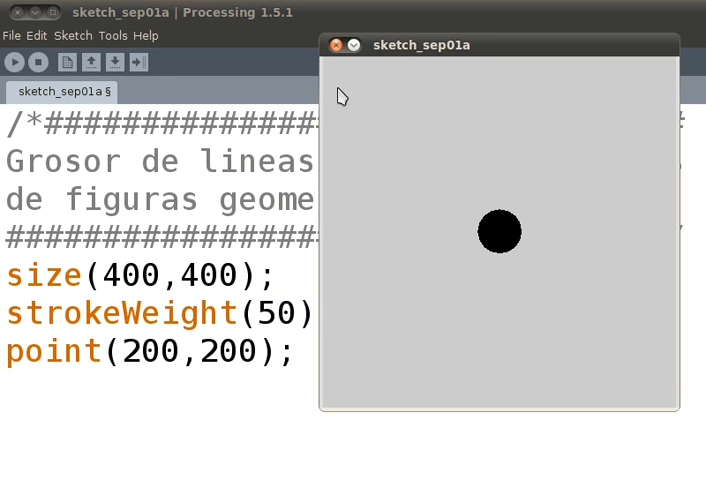 sketch_sep01a | Processing 1.5.1
File Edit Sketch Tools Help
sketch_sep01a §
sketch_sep01a
/*################
Grosor de lineas
de figuras geome
################
size(400,400);
strokeWeight(50)
point(200,200);